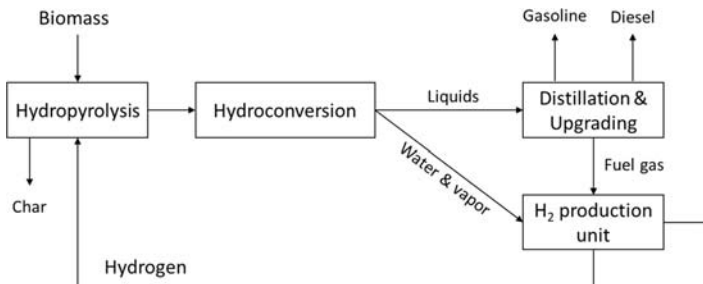 Biomass
Gasoline
Diesel
Hydropyrolysis
Hydroconversion
Liquids
Distillation &
Upgrading
Water & vapor
Fuel gas
Char
H₂ production
unit
Hydrogen